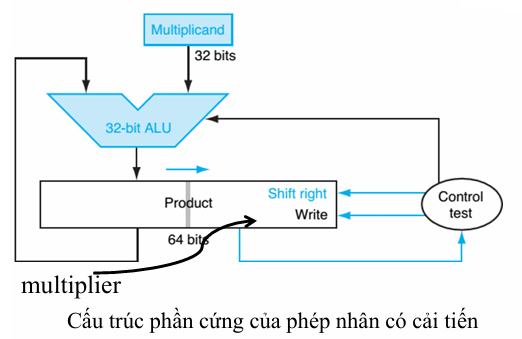 Multiplicand
32 bits
32-bit ALU
Shift right
Product
Write
Control
test
64 bits
multiplier
Cấu trúc phần cứng của phép nhân có cải tiến